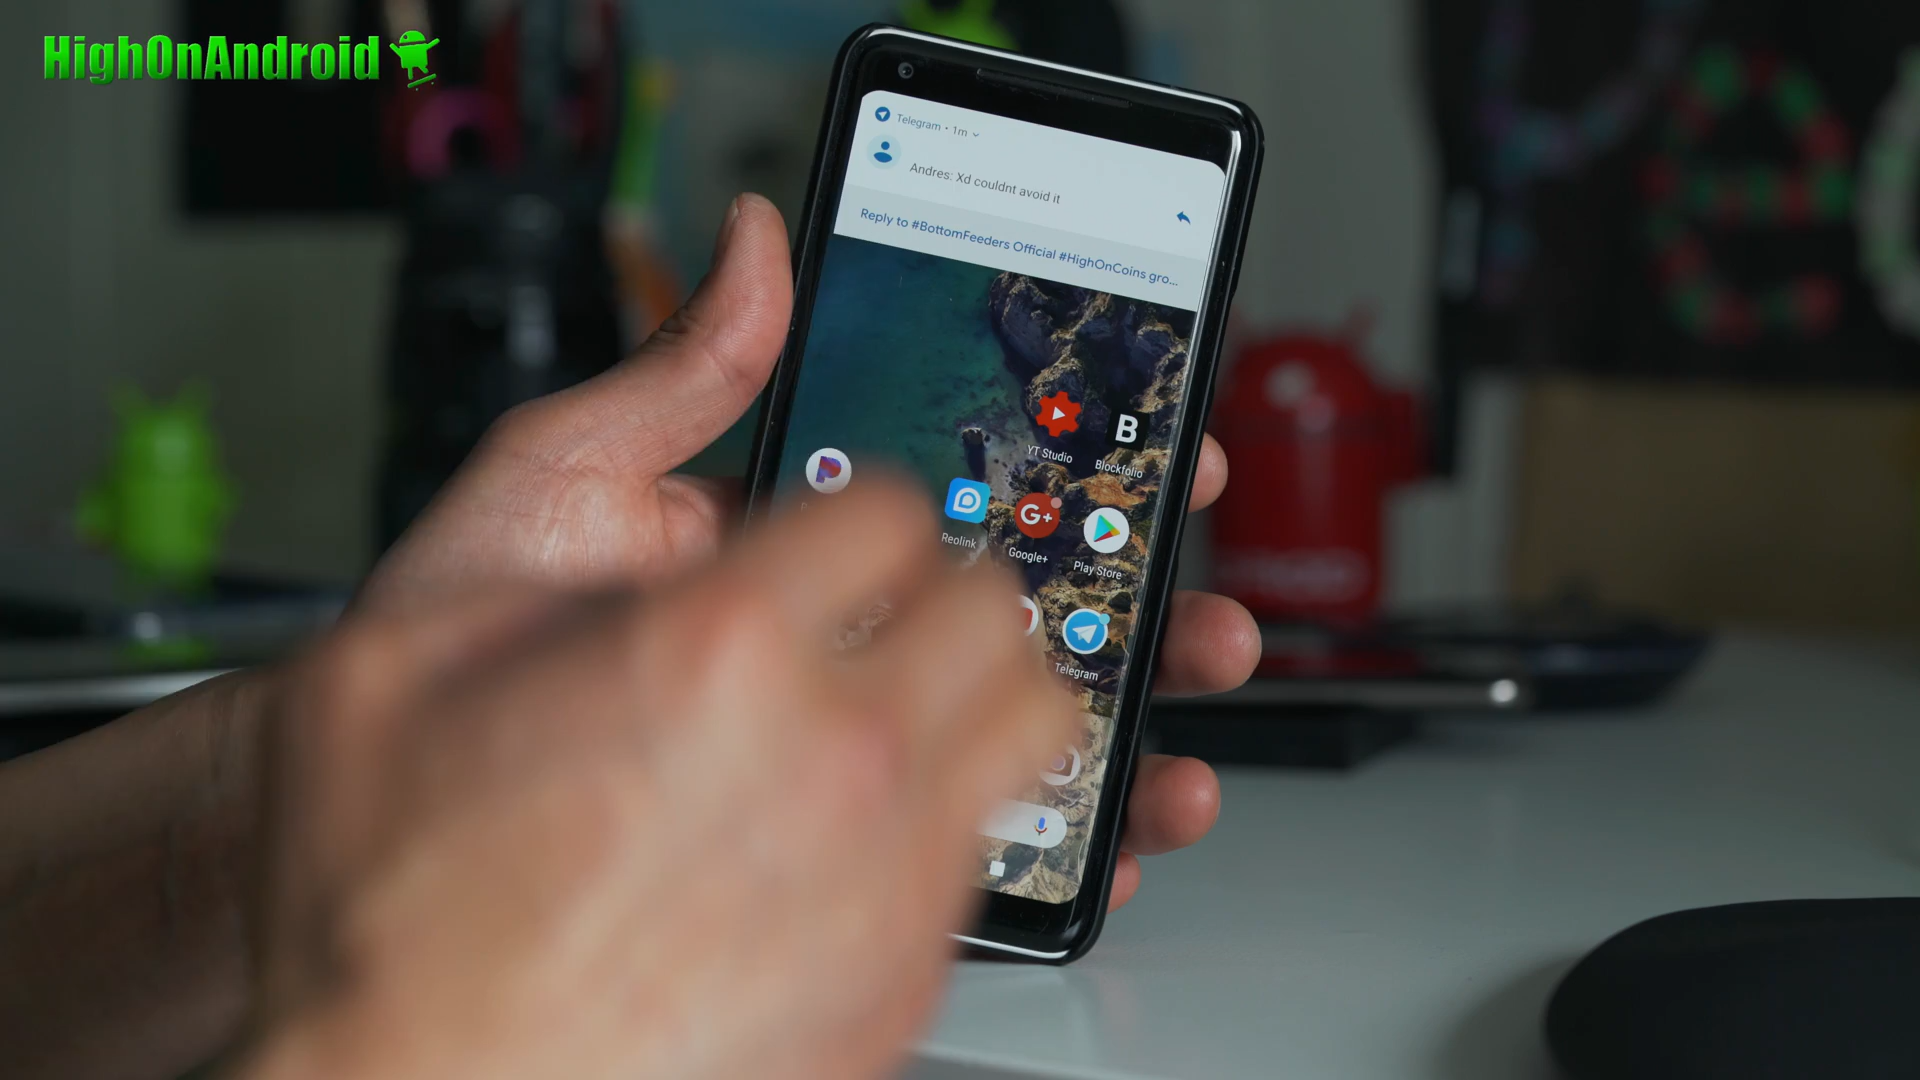 HighOnAndroid
Telegram • 1m
Andres: Xd couldnt avoid it
Reply to #BottomFeeders Official #HighOnCoins gro...
YT Studio
B
Blockfolio
Reolink
G+
Google+
Play Store
Telegram